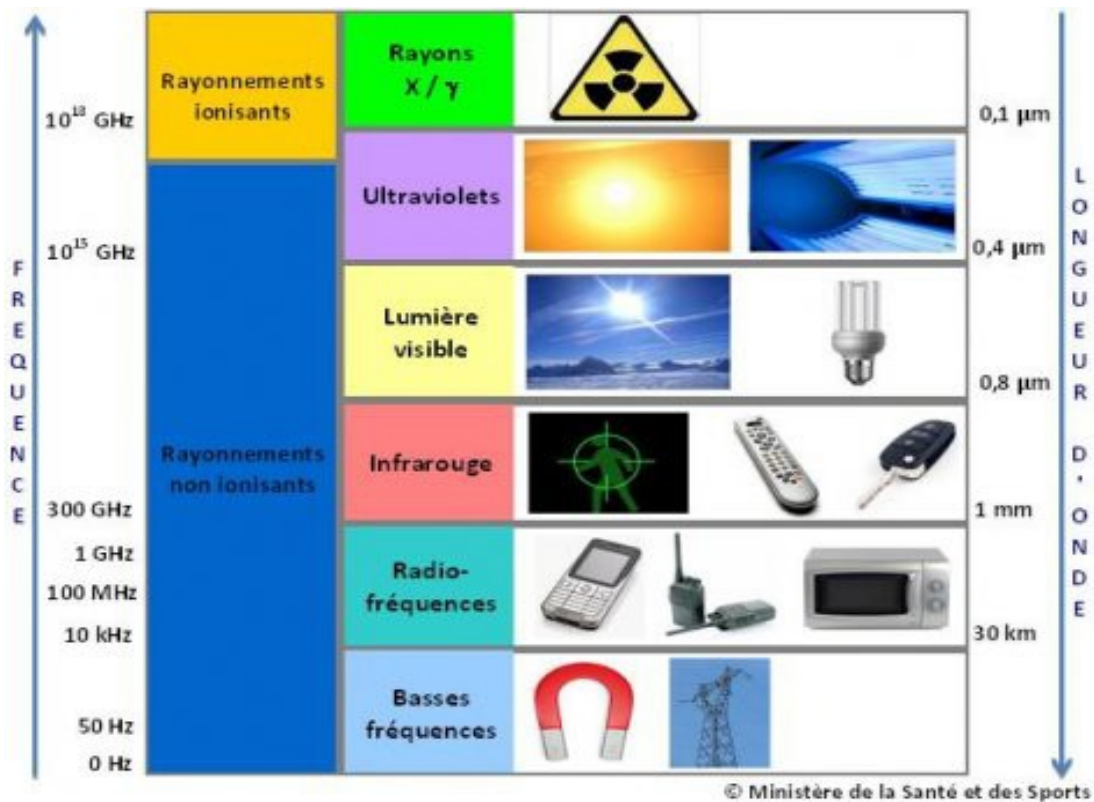 Rayonnements
ionisants
Rayons
X / γ
10¹⁸ GHz
0,1 µm
Ultraviolets
10¹⁵ GHz
0,4 µm
Lumière
visible
0,8 µm
Rayonnements
non ionisants
Infrarouge
300 GHz
1 mm
1 GHz
100 MHz
10 kHz
Radio-
fréquences
30 km
Basses
fréquences
50 Hz
0 Hz
FREQUENCE
LONGUEUR D'ONDE
© Ministère de la Santé et des Sports